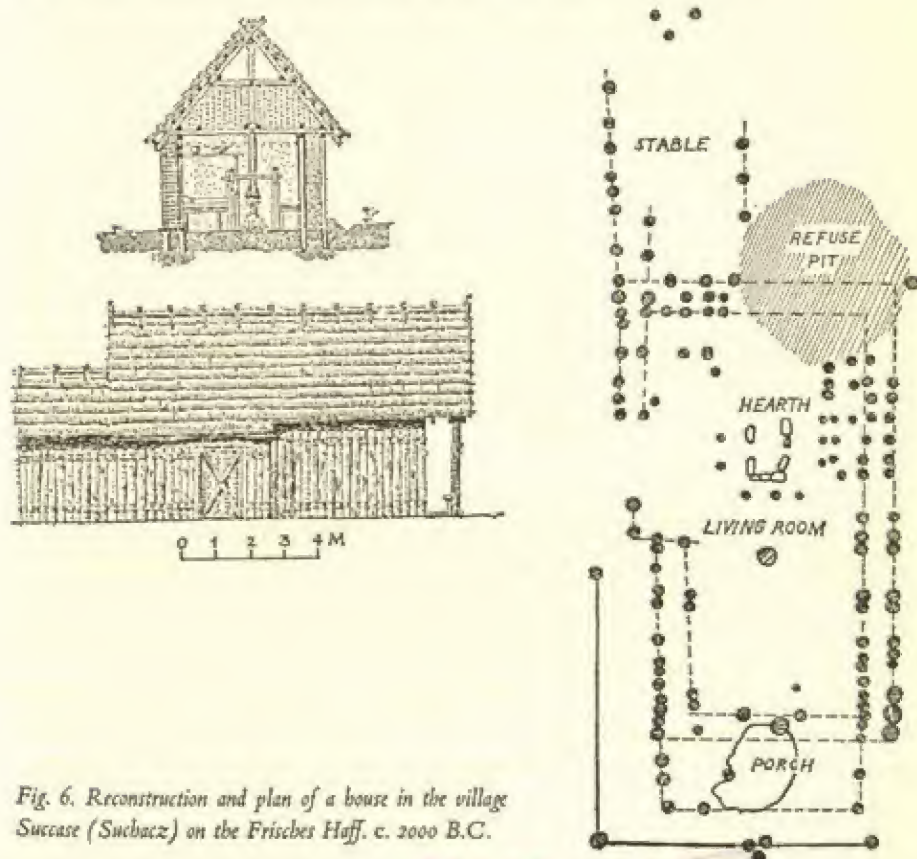 STABLE
REFUSE
PIT
HEARTH
LIVING ROOM
PORCH
0 1 2 3 4 M
Fig. 6. Reconstruction and plan of a house in the village
Succase (Suchacz) on the Frisches Haff. c. 2000 B.C.